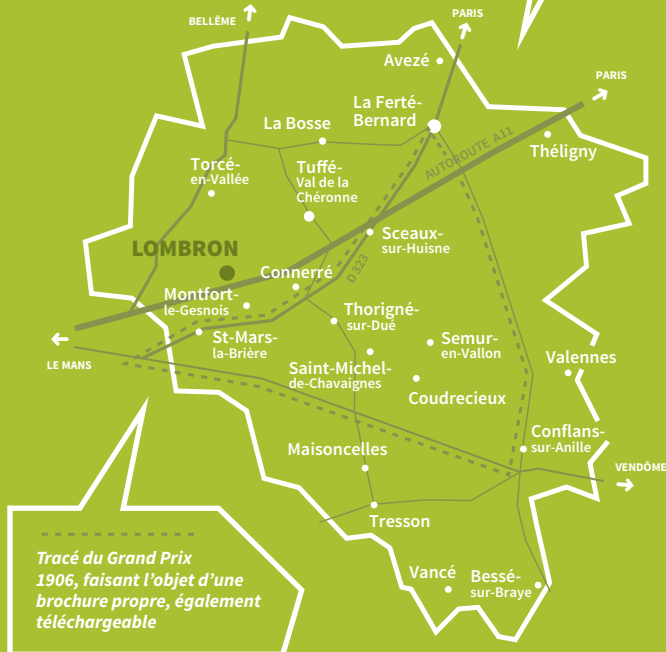 BELLÊME
PARIS
Avezé
PARIS
La Ferté-
Bernard
La Bosse
AUTOROUTE A11
Théligny
Torcé-
en-Vallée
Tuffé-
Val de la
Chéronne
Sceaux-
sur-Huisne
LOMBRON
D 323
Connerré
Montfort-
le-Gesnois
Thorigné-
sur-Dué
St-Mars-
la-Brière
Semur-
en-Vallon
LE MANS
Valennes
Saint-Michel-
de-Chavaignes
Coudrecieux
Conflans-
sur-Anille
Maisoncelles
VENDÔME
Tresson
Vancé
Bessé-
sur-Braye
Tracé du Grand Prix
1906, faisant l’objet d’une
brochure propre, également
téléchargeable